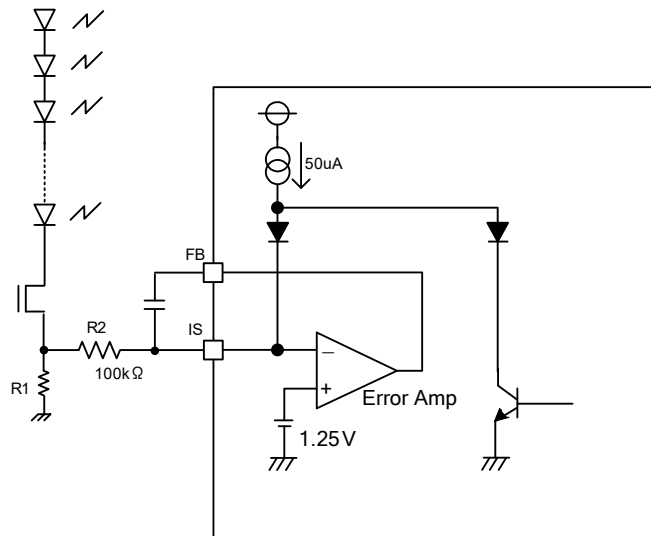 50uA
FB
R2
IS
100kΩ
R1
−
+
Error Amp
1.25V